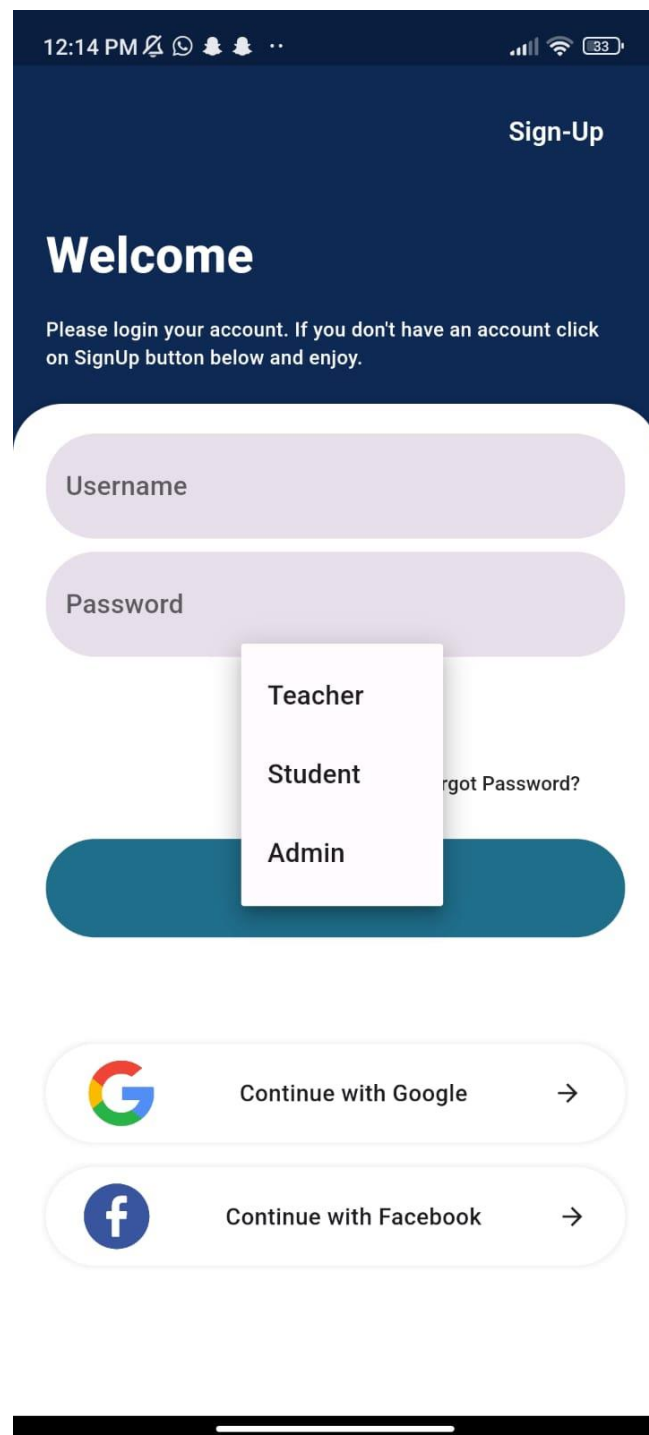 12:14 PM
33
Sign-Up
Welcome
Please login your account. If you don't have an account click
on SignUp button below and enjoy.
Username
Password
Teacher
Student
rgot Password?
Admin
Continue with Google
Continue with Facebook